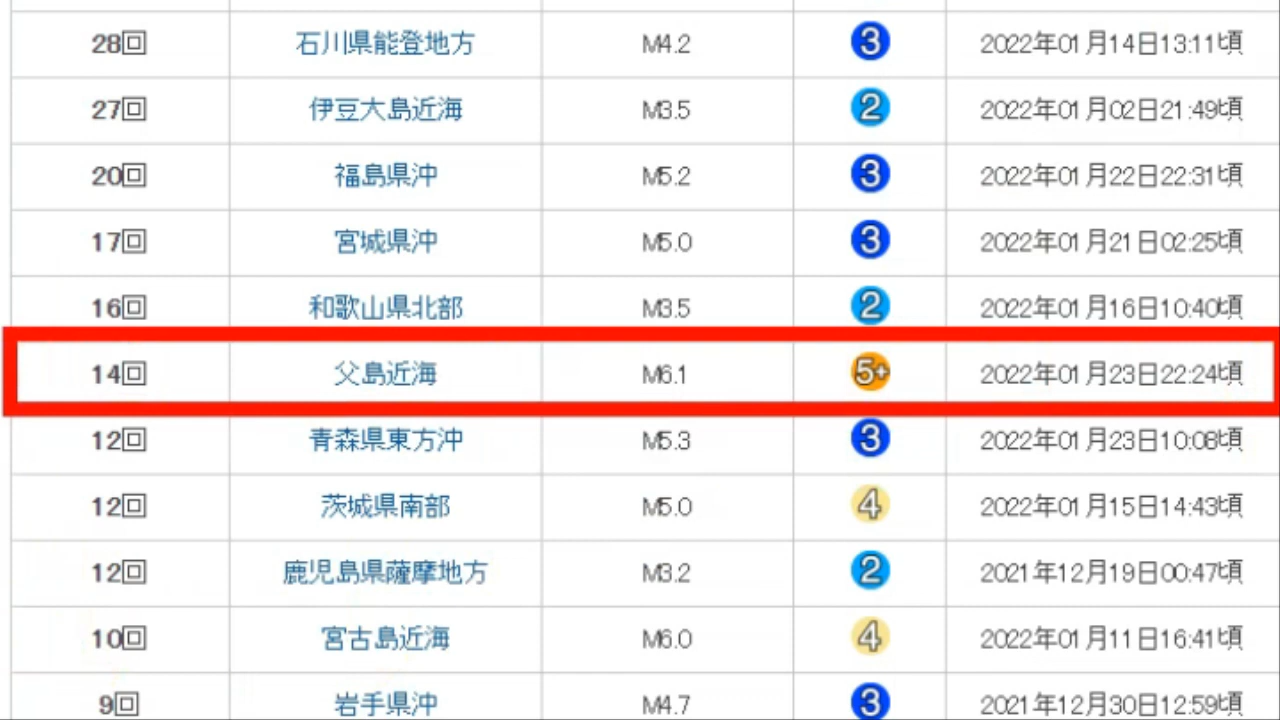 28回 石川県能登地方 M4.2 3 2022年01月14日13:11頃
27回 伊豆大島近海 M3.5 2 2022年01月02日21:49頃
20回 福島県沖 M5.2 3 2022年01月22日22:31頃
17回 宮城県沖 M5.0 3 2022年01月21日02:25頃
16回 和歌山県北部 M3.5 2 2022年01月16日10:40頃
14回 父島近海 M6.1 5+ 2022年01月23日22:24頃
12回 青森県東方沖 M5.3 3 2022年01月23日10:08頃
12回 茨城県南部 M5.0 4 2022年01月15日14:43頃
12回 鹿児島県薩摩地方 M3.2 2 2021年12月19日00:47頃
10回 宮古島近海 M6.0 4 2022年01月11日16:41頃
9回 岩手県沖 M4.7 3 2021年12月30日12:59頃